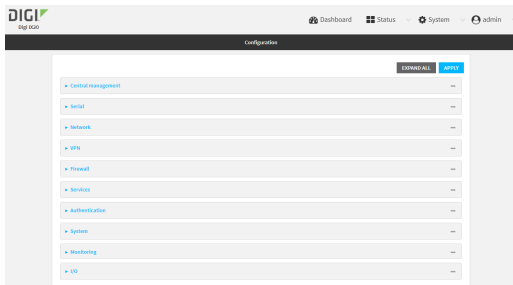 DIGI
Digi IX20
Dashboard
Status
System
admin
Configuration
EXPAND ALL
APPLY
Central management
Serial
Network
VPN
Firewall
Services
Authentication
System
Monitoring
I/O